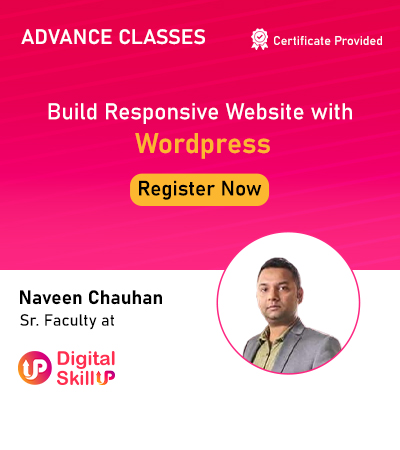 ADVANCE CLASSES
Certificate Provided
Build Responsive Website with
Wordpress
Register Now
Naveen Chauhan
Sr. Faculty at
UP
Digital
SkillUP